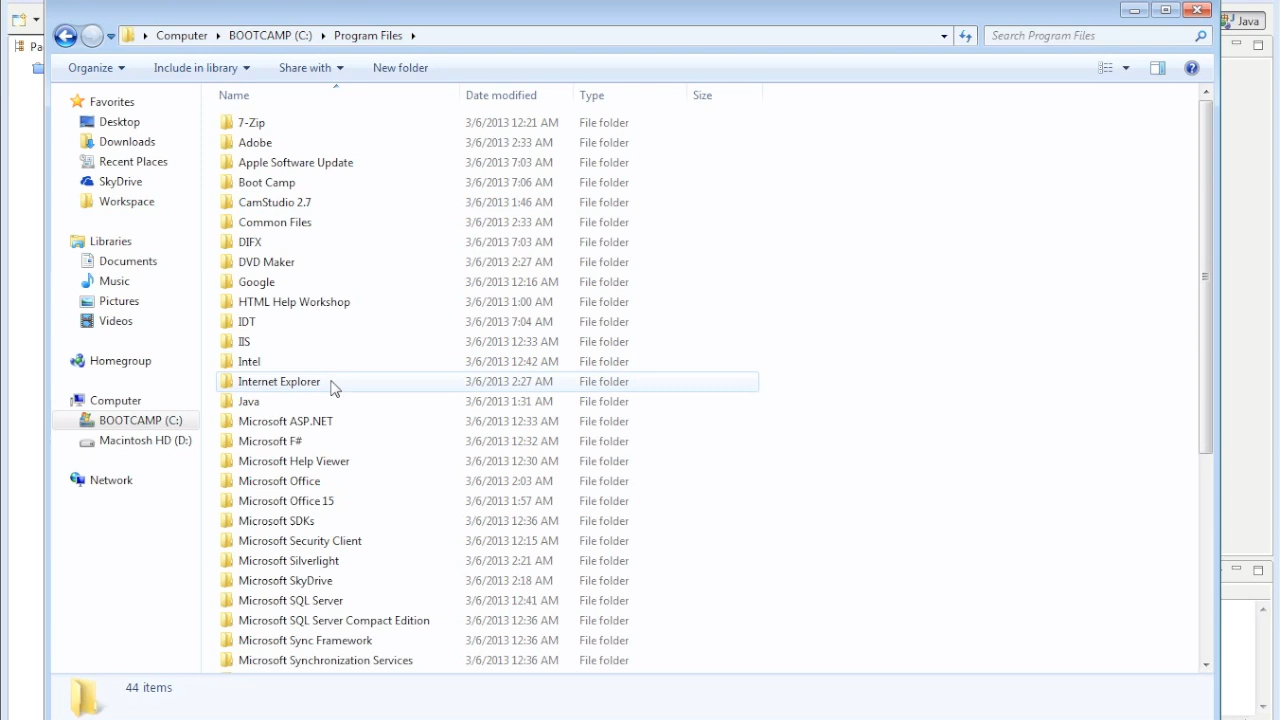 Java
Pa
Computer BOOTCAMP (C:) Program Files
Search Program Files
Organize Include in library Share with New folder
Name Date modified Type Size
Favorites
Desktop
Downloads
Recent Places
SkyDrive
Workspace
Libraries
Documents
Music
Pictures
Videos
Homegroup
Computer
BOOTCAMP (C:)
Macintosh HD (D:)
Network
7-Zip 3/6/2013 12:21 AM File folder
Adobe 3/6/2013 2:33 AM File folder
Apple Software Update 3/6/2013 7:03 AM File folder
Boot Camp 3/6/2013 7:06 AM File folder
CamStudio 2.7 3/6/2013 1:46 AM File folder
Common Files 3/6/2013 2:33 AM File folder
DIFX 3/6/2013 7:03 AM File folder
DVD Maker 3/6/2013 2:27 AM File folder
Google 3/6/2013 12:16 AM File folder
HTML Help Workshop 3/6/2013 1:00 AM File folder
IDT 3/6/2013 7:04 AM File folder
IIS 3/6/2013 12:33 AM File folder
Intel 3/6/2013 12:42 AM File folder
Internet Explorer 3/6/2013 2:27 AM File folder
Java 3/6/2013 1:31 AM File folder
Microsoft ASP.NET 3/6/2013 12:33 AM File folder
Microsoft F# 3/6/2013 12:32 AM File folder
Microsoft Help Viewer 3/6/2013 12:30 AM File folder
Microsoft Office 3/6/2013 2:03 AM File folder
Microsoft Office 15 3/6/2013 1:57 AM File folder
Microsoft SDKs 3/6/2013 12:36 AM File folder
Microsoft Security Client 3/6/2013 12:15 AM File folder
Microsoft Silverlight 3/6/2013 2:21 AM File folder
Microsoft SkyDrive 3/6/2013 2:18 AM File folder
Microsoft SQL Server 3/6/2013 12:41 AM File folder
Microsoft SQL Server Compact Edition 3/6/2013 12:36 AM File folder
Microsoft Sync Framework 3/6/2013 12:36 AM File folder
Microsoft Synchronization Services 3/6/2013 12:36 AM File folder
44 items